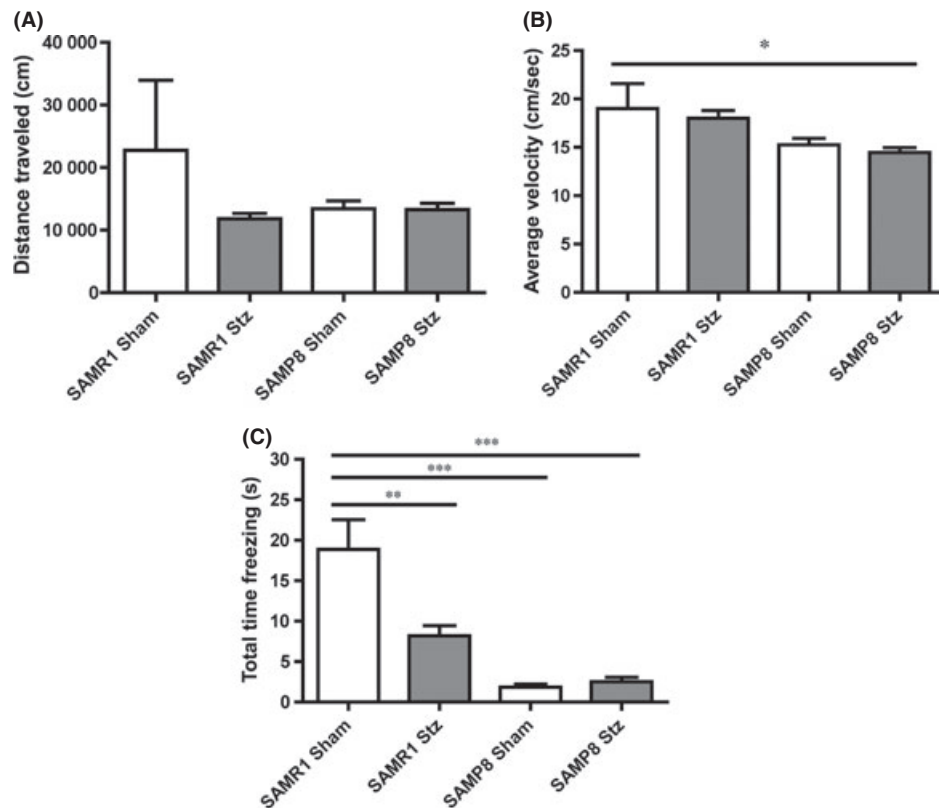 (A)
Distance traveled (cm)
40 000
30 000
20 000
10 000
0
SAMR1 Sham
SAMR1 Stz
SAMP8 Sham
SAMP8 Stz
(B)
Average velocity (cm/sec)
25
20
15
10
5
0
*
SAMR1 Sham
SAMR1 Stz
SAMP8 Sham
SAMP8 Stz
(C)
Total time freezing (s)
30
25
20
15
10
5
0
***
***
**
SAMR1 Sham
SAMR1 Stz
SAMP8 Sham
SAMP8 Stz